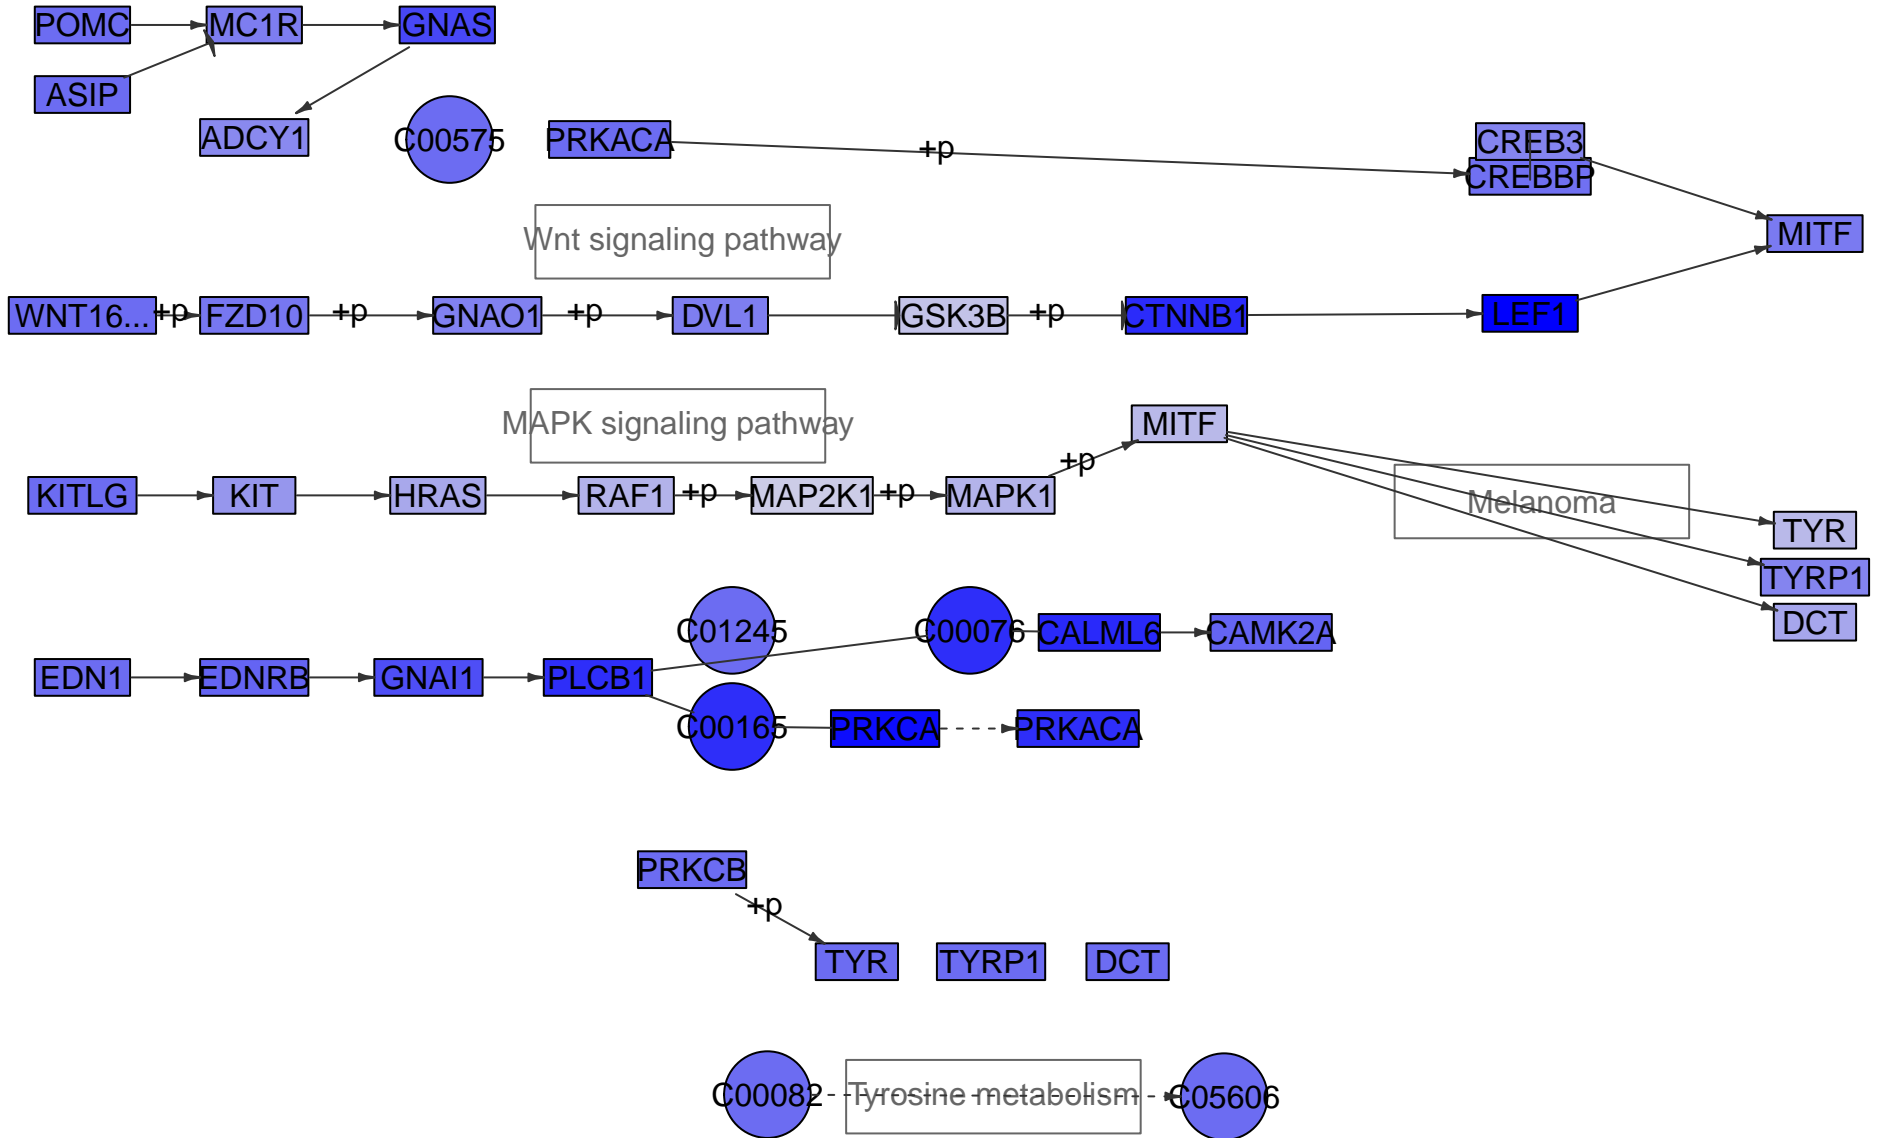 POMC MC1R GNAS
ASIP
ADCY1 C00575 PRKACA +p CREB3
CREBBP
Wnt signaling pathway MITF
WNT16... +p FZD10 +p GNAO1 +p DVL1 GSK3B +p CTNNB1 LEF1
MAPK signaling pathway MITF
+p
KITLG KIT HRAS RAF1 +p MAP2K1 +p MAPK1 Melanoma
TYR
TYRP1
DCT
C01245 C00076 CALML6 CAMK2A
EDN1 EDNRB GNAI1 PLCB1
C00165 PRKCA PRKACA
PRKCB
+p
TYR TYRP1 DCT
C00082 Tyrosine metabolism C05606